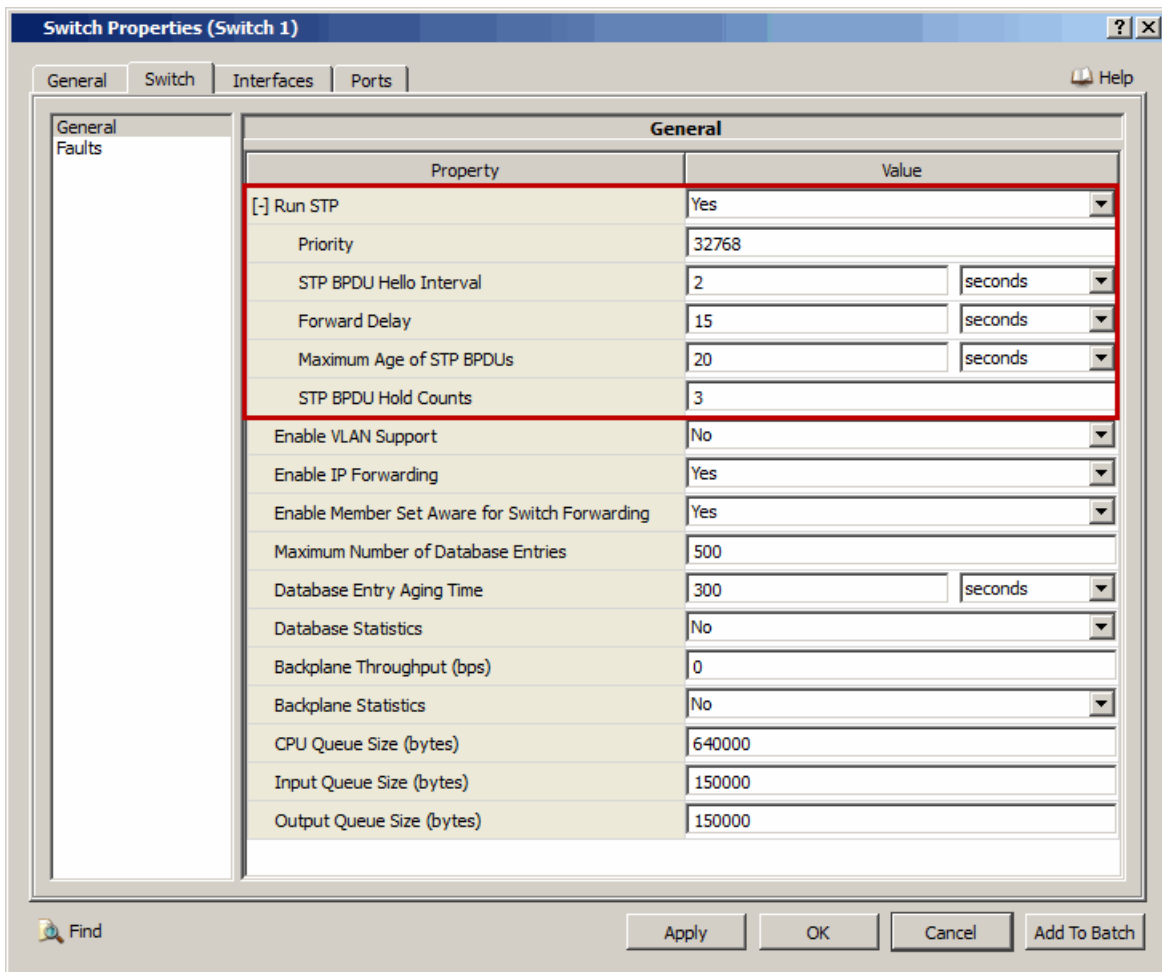 Switch Properties (Switch 1) ? X
General Switch Interfaces Ports Help
General
Faults
General
Property Value
[-] Run STP Yes
Priority 32768
STP BPDU Hello Interval 2 seconds
Forward Delay 15 seconds
Maximum Age of STP BPDUs 20 seconds
STP BPDU Hold Counts 3
Enable VLAN Support No
Enable IP Forwarding Yes
Enable Member Set Aware for Switch Forwarding Yes
Maximum Number of Database Entries 500
Database Entry Aging Time 300 seconds
Database Statistics No
Backplane Throughput (bps) 0
Backplane Statistics No
CPU Queue Size (bytes) 640000
Input Queue Size (bytes) 150000
Output Queue Size (bytes) 150000
Find Apply OK Cancel Add To Batch